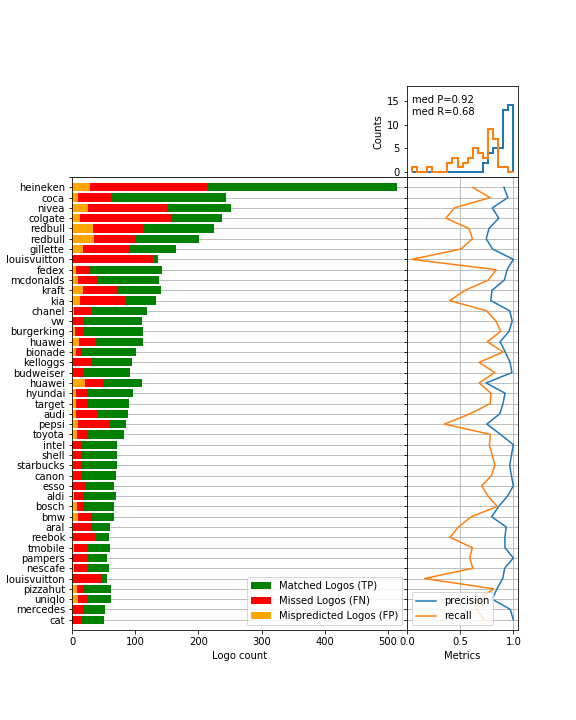 med P=0.92
med R=0.68
Counts
15
10
5
0
heineken
coca
nivea
colgate
redbull
redbull
gillette
louisvuitton
fedex
mcdonalds
kraft
kia
chanel
vw
burgerking
huawei
bionade
kelloggs
budweiser
huawei
hyundai
target
audi
pepsi
toyota
intel
shell
starbucks
canon
esso
aldi
bosch
bmw
aral
reebok
tmobile
pampers
nescafe
louisvuitton
pizzahut
uniqlo
mercedes
cat
Matched Logos (TP)
Missed Logos (FN)
Mispredicted Logos (FP)
precision
recall
0 100 200 300 400 500
0.0 0.5 1.0
Logo count
Metrics